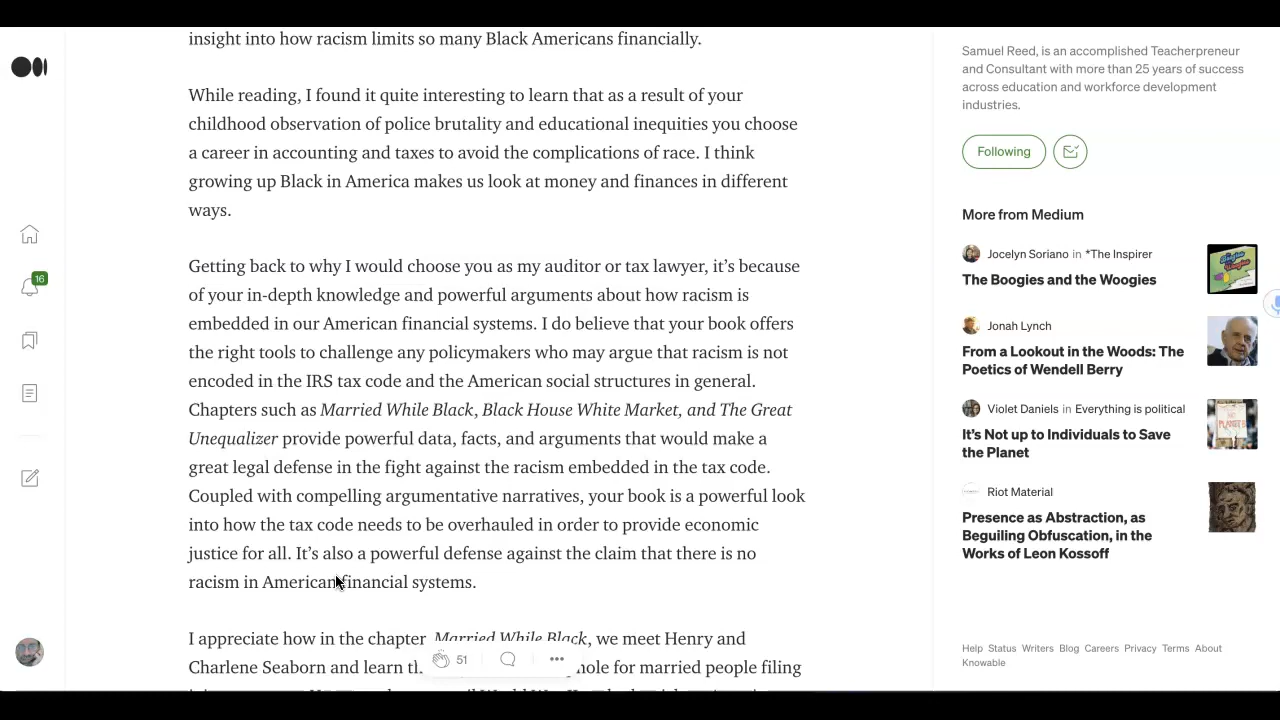 insight into how racism limits so many Black Americans financially.
While reading, I found it quite interesting to learn that as a result of your
childhood observation of police brutality and educational inequities you choose
a career in accounting and taxes to avoid the complications of race. I think
growing up Black in America makes us look at money and finances in different
ways.
Getting back to why I would choose you as my auditor or tax lawyer, it’s because
of your in-depth knowledge and powerful arguments about how racism is
embedded in our American financial systems. I do believe that your book offers
the right tools to challenge any policymakers who may argue that racism is not
encoded in the IRS tax code and the American social structures in general.
Chapters such as Married While Black, Black House White Market, and The Great
Unequalizer provide powerful data, facts, and arguments that would make a
great legal defense in the fight against the racism embedded in the tax code.
Coupled with compelling argumentative narratives, your book is a powerful look
into how the tax code needs to be overhauled in order to provide economic
justice for all. It’s also a powerful defense against the claim that there is no
racism in American financial systems.
I appreciate how in the chapter Married While Black, we meet Henry and
Charlene Seaborn and learn for married people filing
51
16
Samuel Reed, is an accomplished Teacherpreneur
and Consultant with more than 25 years of success
across education and workforce development
industries.
Following
More from Medium
Jocelyn Soriano in *The Inspirer
The Boogies and the Woogies
Jonah Lynch
From a Lookout in the Woods: The
Poetics of Wendell Berry
Violet Daniels in Everything is political
It’s Not up to Individuals to Save
the Planet
Riot Material
Presence as Abstraction, as
Beguiling Obfuscation, in the
Works of Leon Kossoff
Help Status Writers Blog Careers Privacy Terms About
Knowable